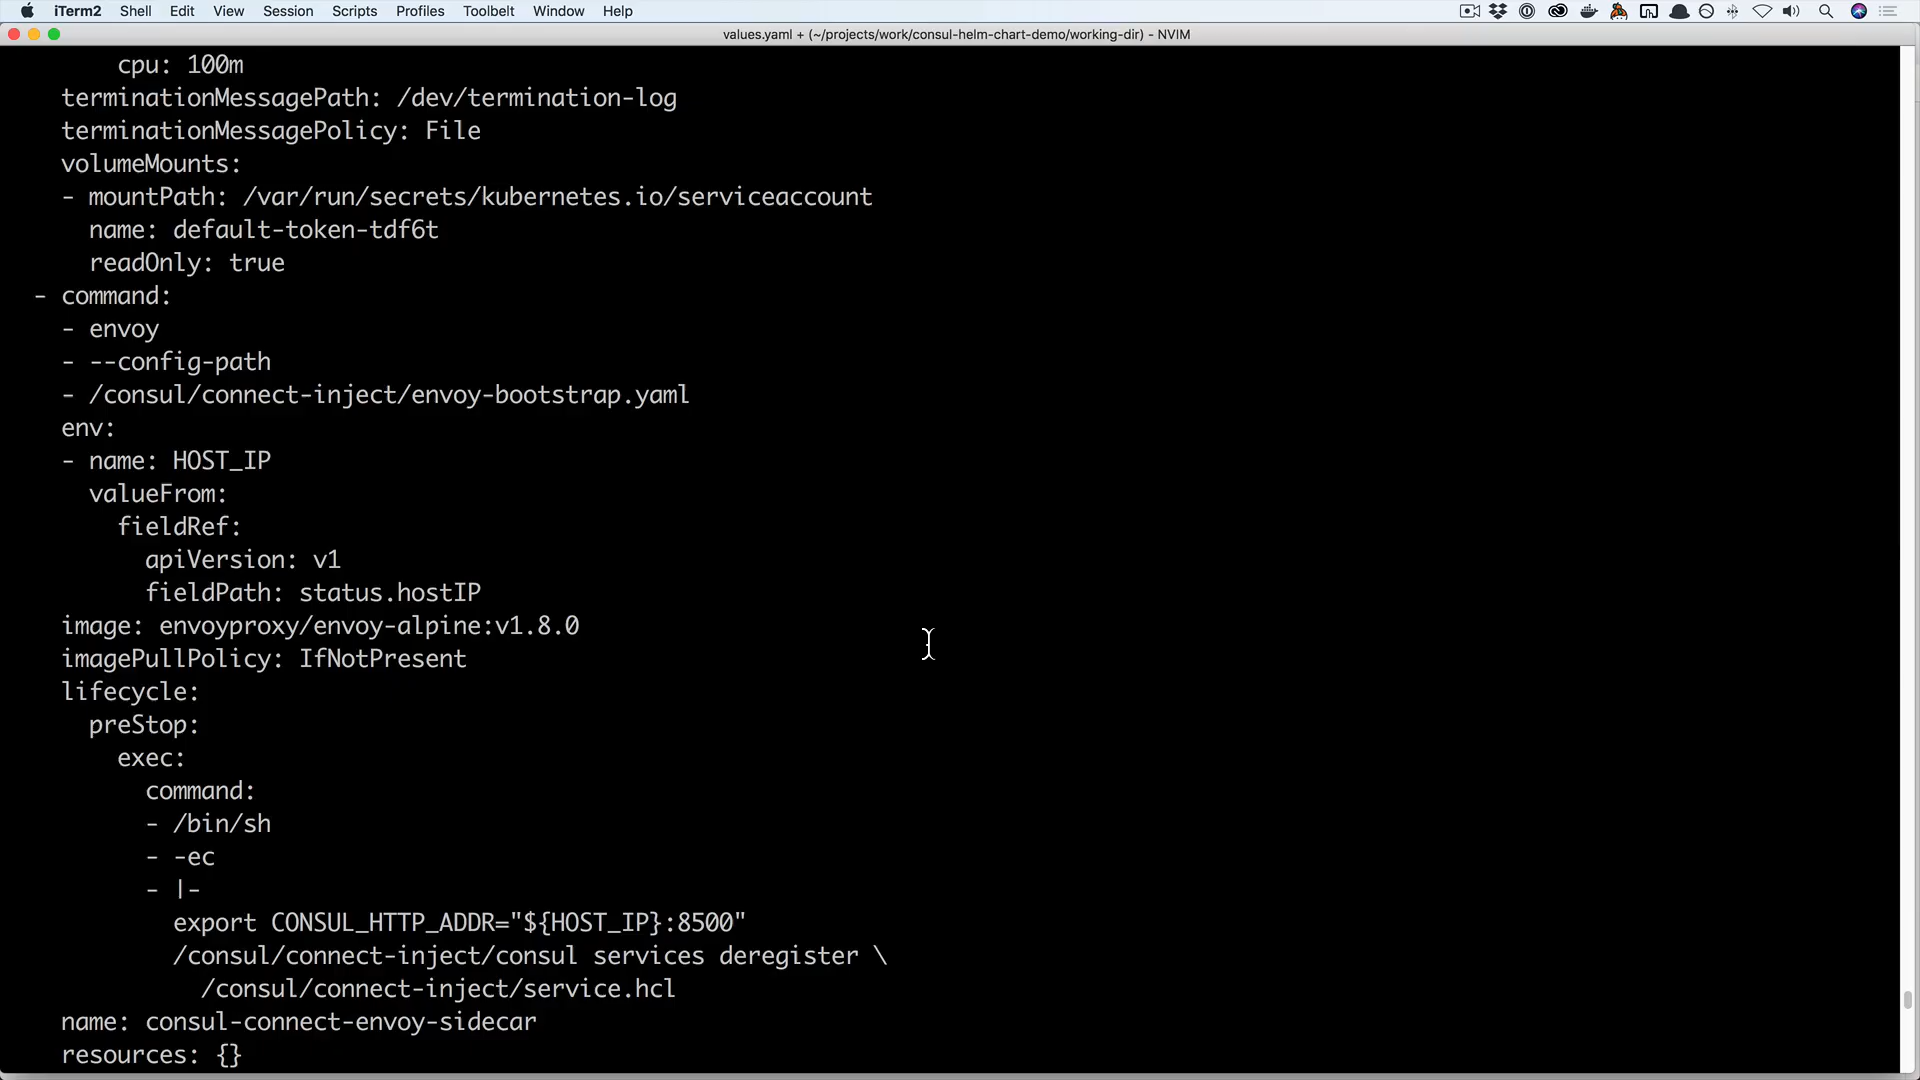 iTerm2 Shell Edit View Session Scripts Profiles Toolbelt Window Help
values.yaml + (~/projects/work/consul-helm-chart-demo/working-dir) - NVIM
        cpu: 100m
    terminationMessagePath: /dev/termination-log
    terminationMessagePolicy: File
    volumeMounts:
    - mountPath: /var/run/secrets/kubernetes.io/serviceaccount
      name: default-token-tdf6t
      readOnly: true
  - command:
    - envoy
    - --config-path
    - /consul/connect-inject/envoy-bootstrap.yaml
    env:
    - name: HOST_IP
      valueFrom:
        fieldRef:
          apiVersion: v1
          fieldPath: status.hostIP
    image: envoyproxy/envoy-alpine:v1.8.0
    imagePullPolicy: IfNotPresent
    lifecycle:
      preStop:
        exec:
          command:
          - /bin/sh
          - -ec
          - |-
            export CONSUL_HTTP_ADDR="${HOST_IP}:8500"
            /consul/connect-inject/consul services deregister \
              /consul/connect-inject/service.hcl
    name: consul-connect-envoy-sidecar
    resources: {}